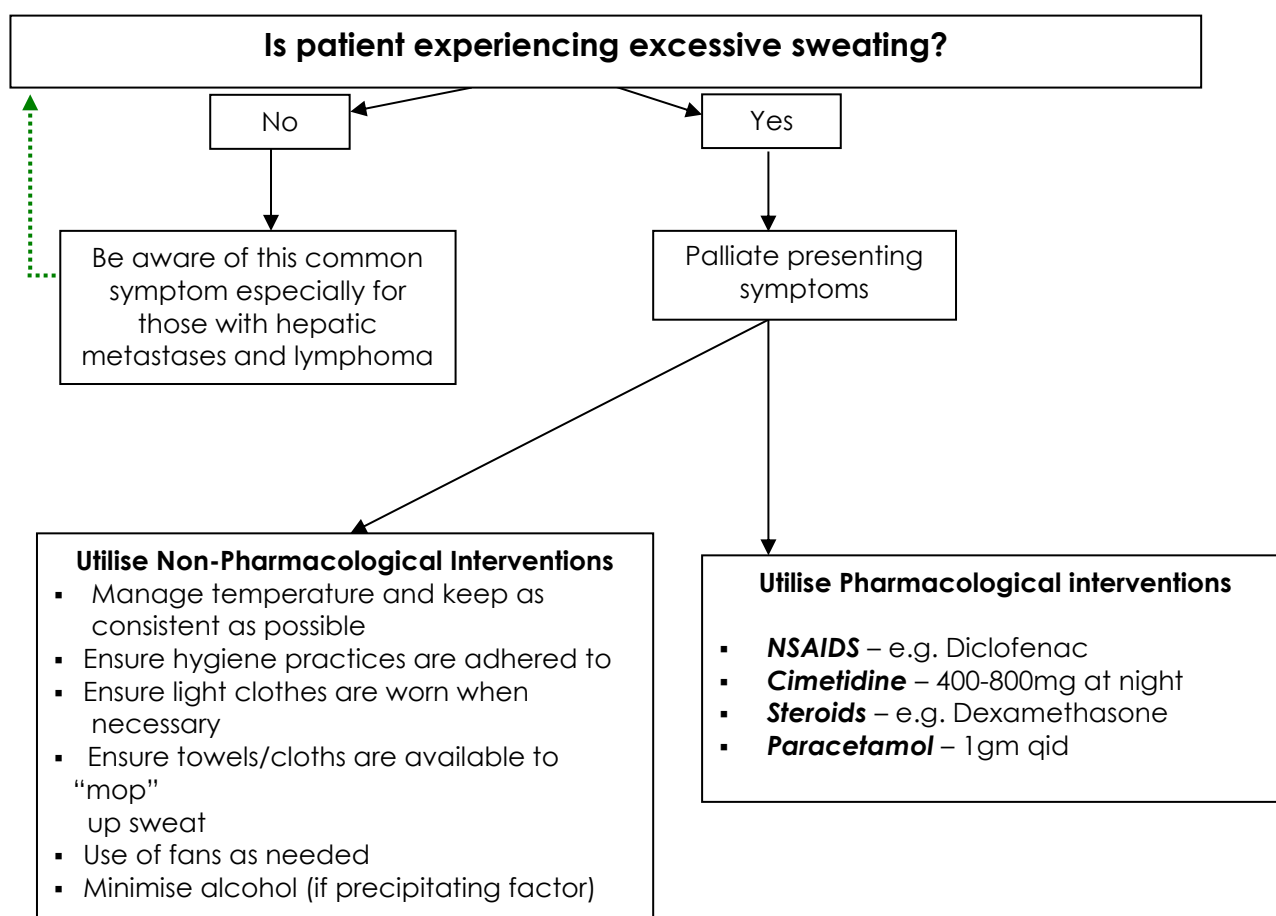 Is patient experiencing excessive sweating?
No
Yes
Be aware of this common
symptom especially for
those with hepatic
metastases and lymphoma
Palliate presenting
symptoms
Utilise Non-Pharmacological Interventions
▪ Manage temperature and keep as
consistent as possible
▪ Ensure hygiene practices are adhered to
▪ Ensure light clothes are worn when
necessary
▪ Ensure towels/cloths are available to
“mop”
up sweat
▪ Use of fans as needed
▪ Minimise alcohol (if precipitating factor)
Utilise Pharmacological interventions
▪ NSAIDS – e.g. Diclofenac
▪ Cimetidine – 400-800mg at night
▪ Steroids – e.g. Dexamethasone
▪ Paracetamol – 1gm qid